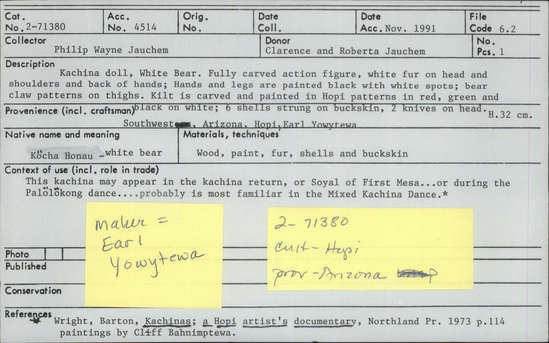 Cat. No. 2-71380 Acc. No. 4514 Orig. No. Date Coll. Date Acc. Nov. 1991 File Code 6.2
Collector Philip Wayne Jauchem Donor Clarence and Roberta Jauchem No. Pcs. 1
Description
Kachina doll, White Bear. Fully carved action figure, white fur on head and
shoulders and back of hands; Hands and legs are painted black with white spots; bear
claw patterns on thighs. Kilt is carved and painted in Hopi patterns in red, green and
black on white; 6 shells strung on buckskin, 2 knives on head.
H.32 cm.
Provenience (incl. craftsman)
Southwest, Arizona, Hopi, Earl Yowytewa
Native name and meaning
Köcha Honau - white bear
Materials, techniques
Wood, paint, fur, shells and buckskin
Context of use (incl. role in trade)
This kachina may appear in the kachina return, or Soyal of First Mesa...or during the
Palölökong dance....probably is most familiar in the Mixed Kachina Dance.*
maker =
Earl
Yowytewa
2-71380
cult- Hopi
prov-Arizona
Photo
Published
Conservation
References
* Wright, Barton, Kachinas; a Hopi artist's documentary, Northland Pr. 1973 p.114
paintings by Cliff Bahnimptewa.